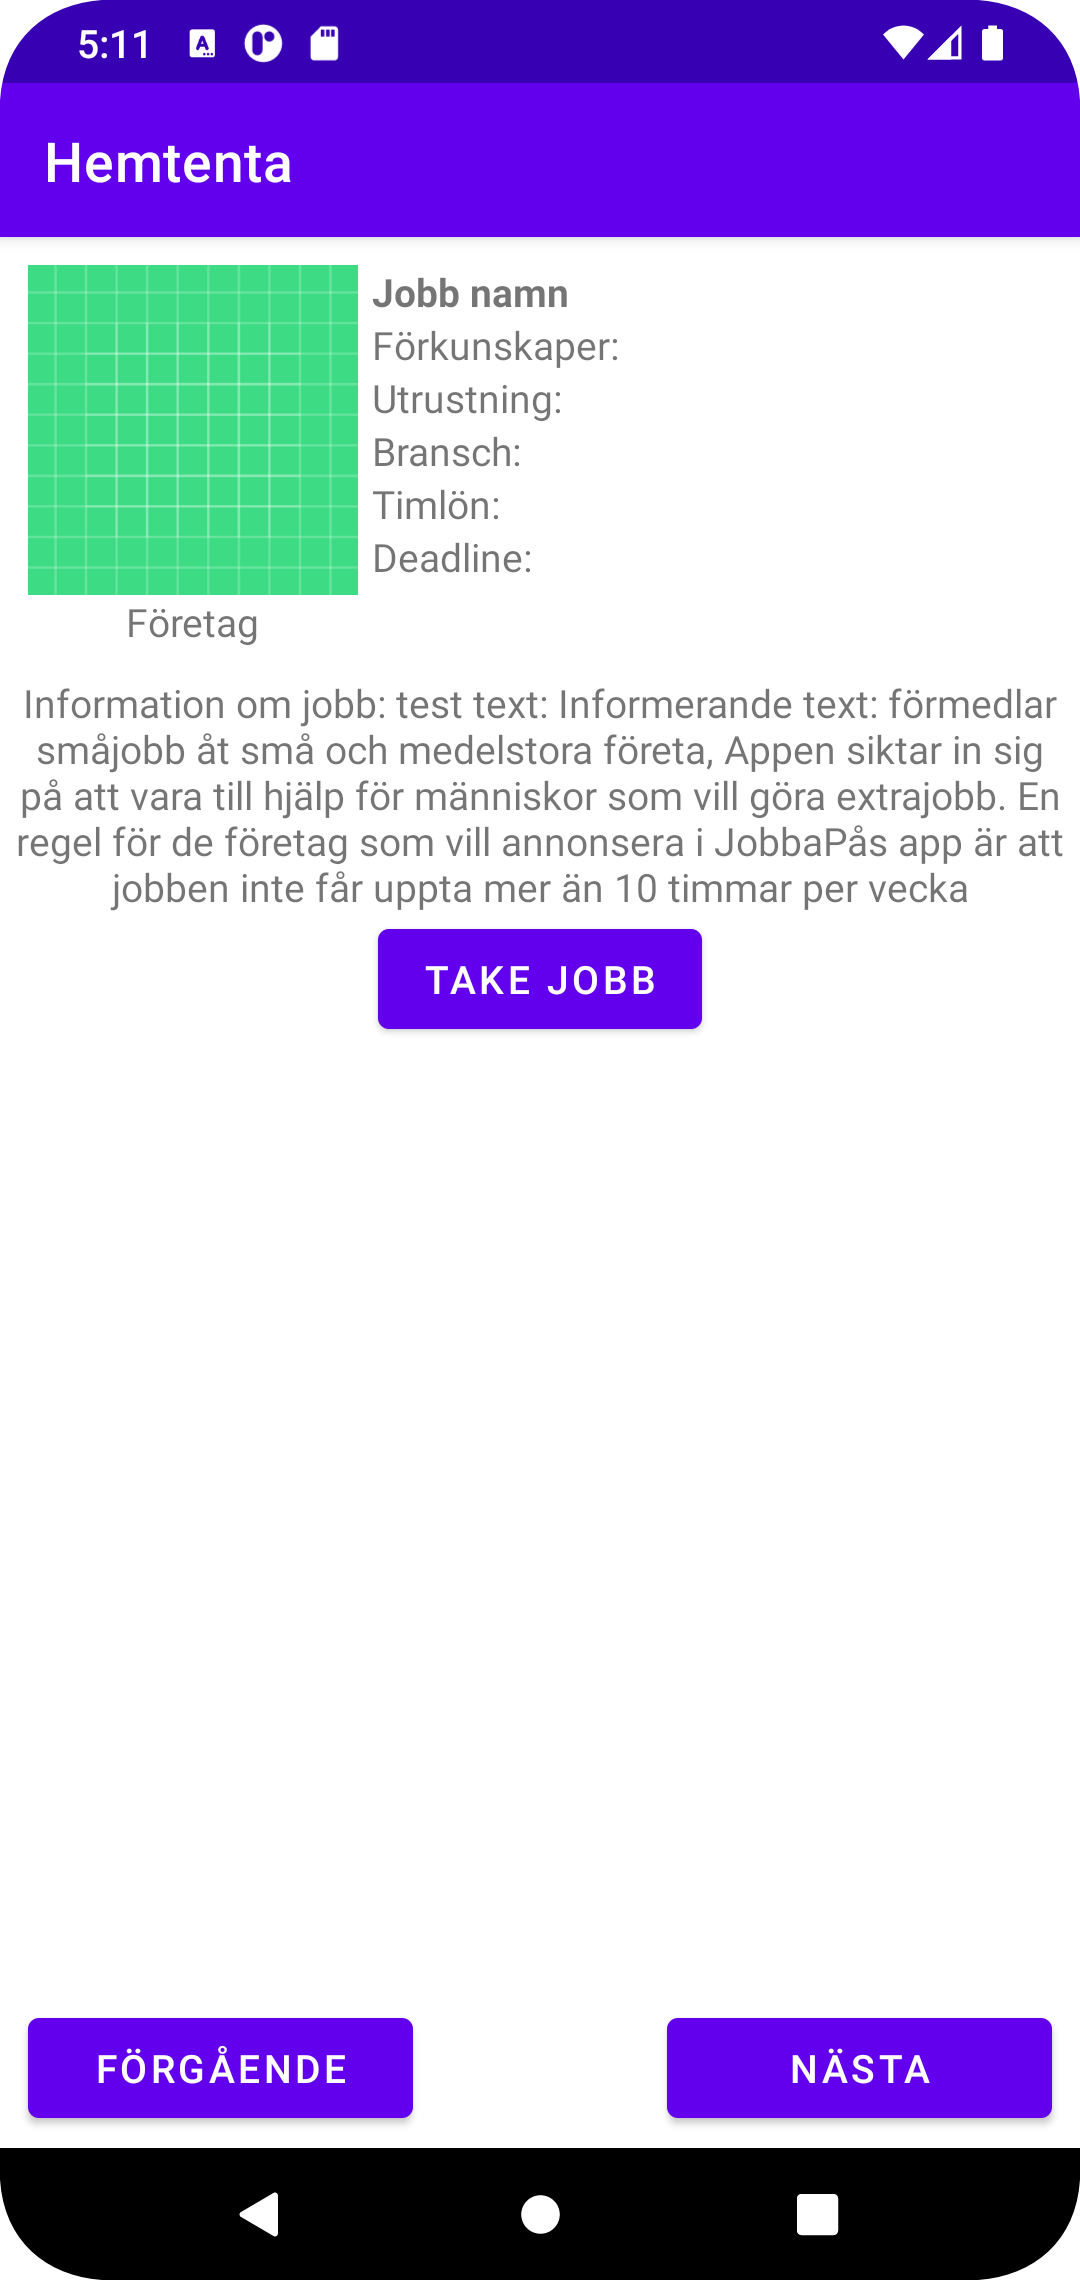 5:11
Hemtenta
Jobb namn
Förkunskaper:
Utrustning:
Bransch:
Timlön:
Deadline:
Företag
Information om jobb: test text: Informerande text: förmedlar
småjobb åt små och medelstora företa, Appen siktar in sig
på att vara till hjälp för människor som vill göra extrajobb. En
regel för de företag som vill annonsera i JobbaPås app är att
jobben inte får uppta mer än 10 timmar per vecka
TAKE JOBB
FÖRGÅENDE
NÄSTA